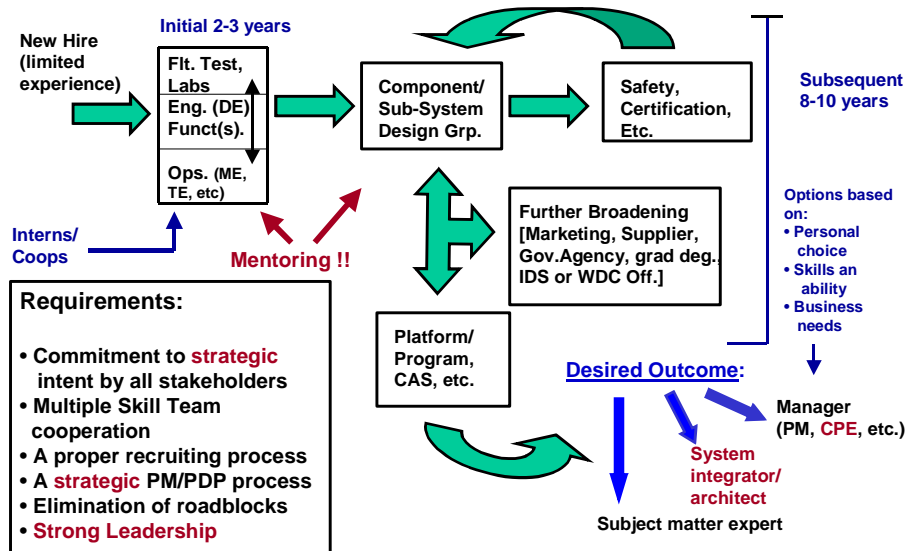 Initial 2-3 years
New Hire
(limited
experience)
Flt. Test,
Labs
Eng. (DE)
Funct(s).
Ops. (ME,
TE, etc)
Component/
Sub-System
Design Grp.
Safety,
Certification,
Etc.
Subsequent
8-10 years
Interns/
Coops
Mentoring !!
Further Broadening
[Marketing, Supplier,
Gov.Agency, grad deg.,
IDS or WDC Off.]
Options based
on:
• Personal
choice
• Skills an
ability
• Business
needs
Requirements:
• Commitment to strategic
intent by all stakeholders
• Multiple Skill Team
cooperation
• A proper recruiting process
• A strategic PM/PDP process
• Elimination of roadblocks
• Strong Leadership
Platform/
Program,
CAS, etc.
Desired Outcome:
Manager
(PM, CPE, etc.)
System
integrator/
architect
Subject matter expert